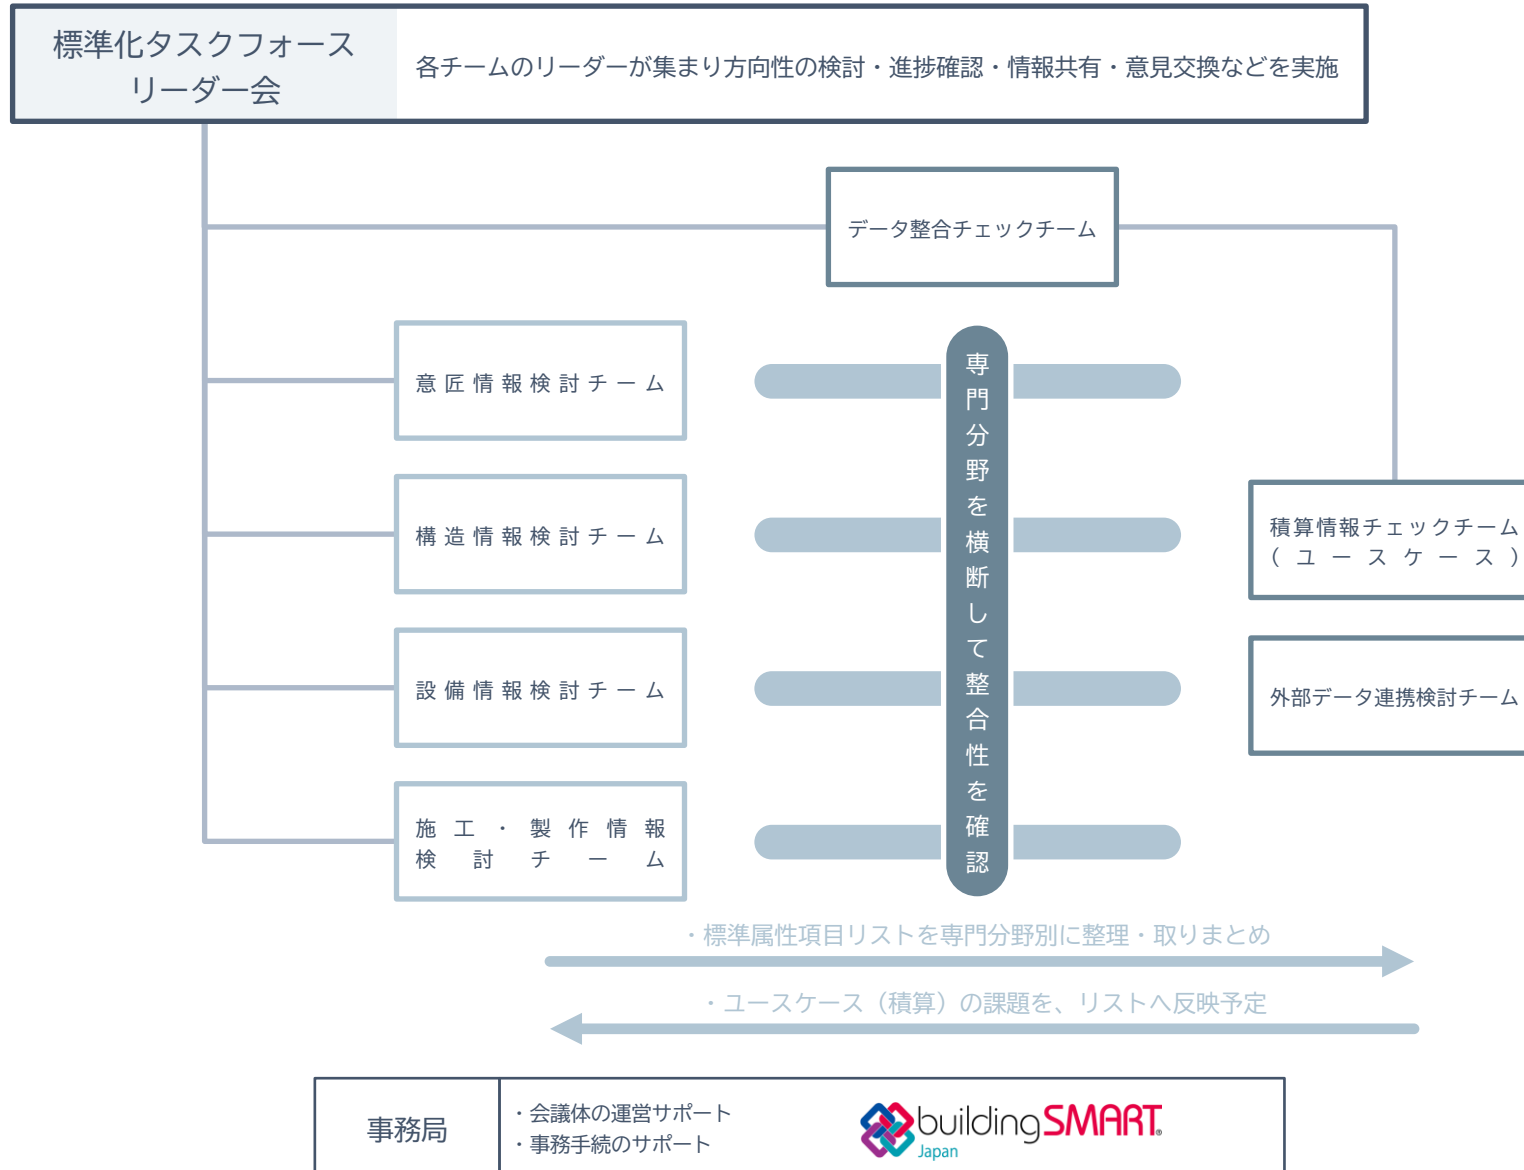 標準化タスクフォース
リーダー会
各チームのリーダーが集まり方向性の検討・進捗確認・情報共有・意見交換などを実施
データ整合チェックチーム
意匠情報検討チーム
構造情報検討チーム
設備情報検討チーム
施工・製作情報
検討チーム
専門分野を横断して整合性を確認
積算情報チェックチーム
(ユースケース)
外部データ連携検討チーム
・標準属性項目リストを専門分野別に整理・取りまとめ
・ユースケース（積算）の課題を、リストへ反映予定
事務局
・会議体の運営サポート
・事務手続のサポート
buildingSMART®
Japan